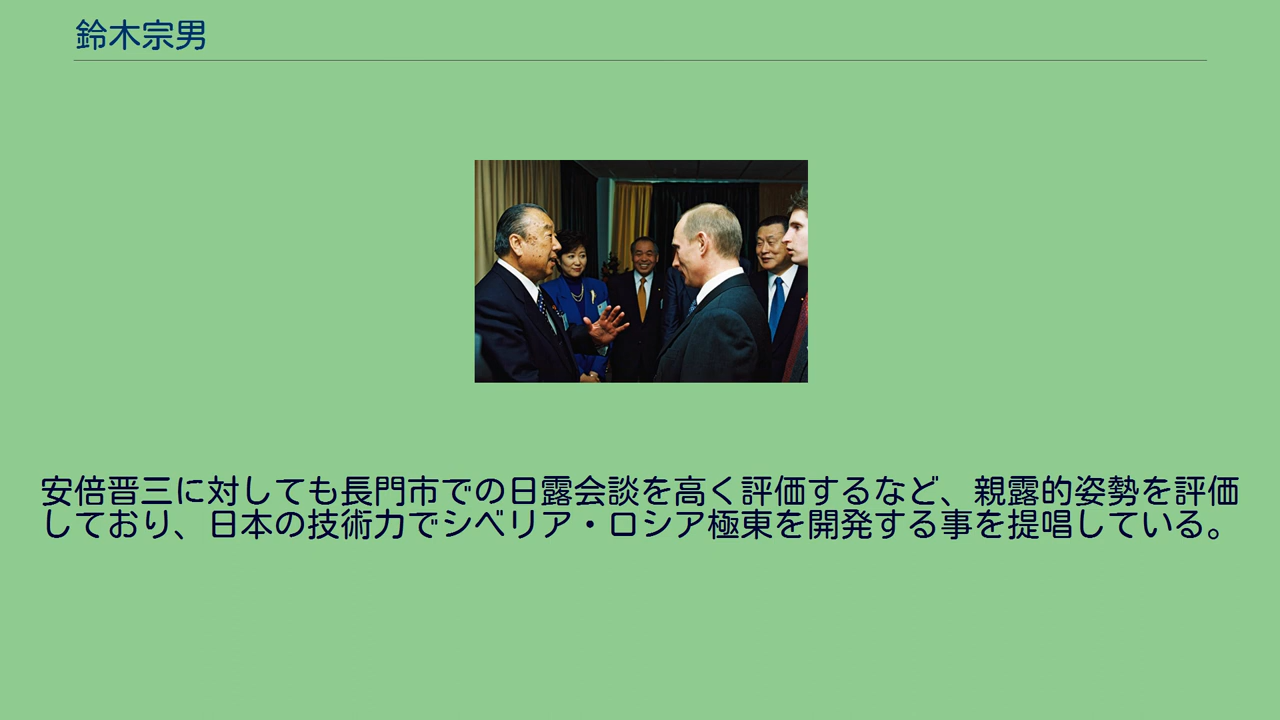 鈴木宗男
安倍晋三に対しても長門市での日露会談を高く評価するなど、親露的姿勢を評価
しており、日本の技術力でシベリア・ロシア極東を開発する事を提唱している。